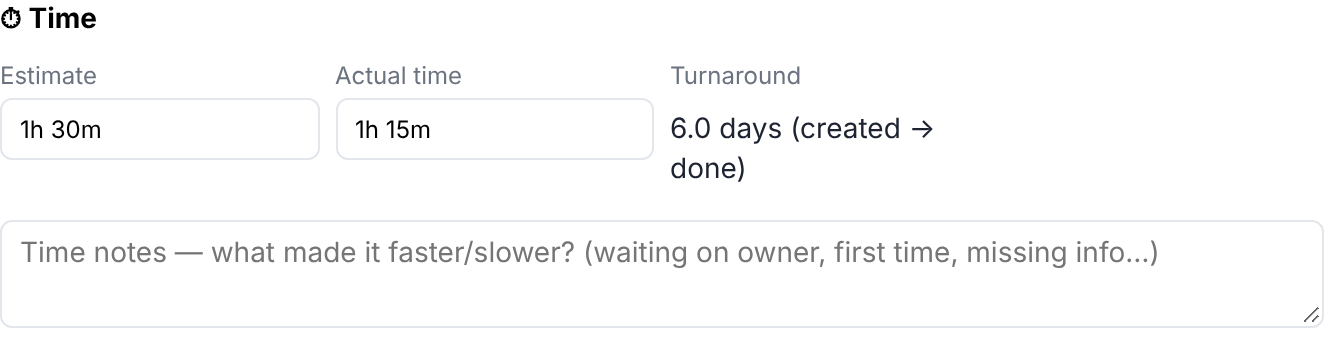 ⏱ Time
Estimate
Actual time
Turnaround
1h 30m
1h 15m
6.0 days (created →
done)
Time notes — what made it faster/slower? (waiting on owner, first time, missing info...)